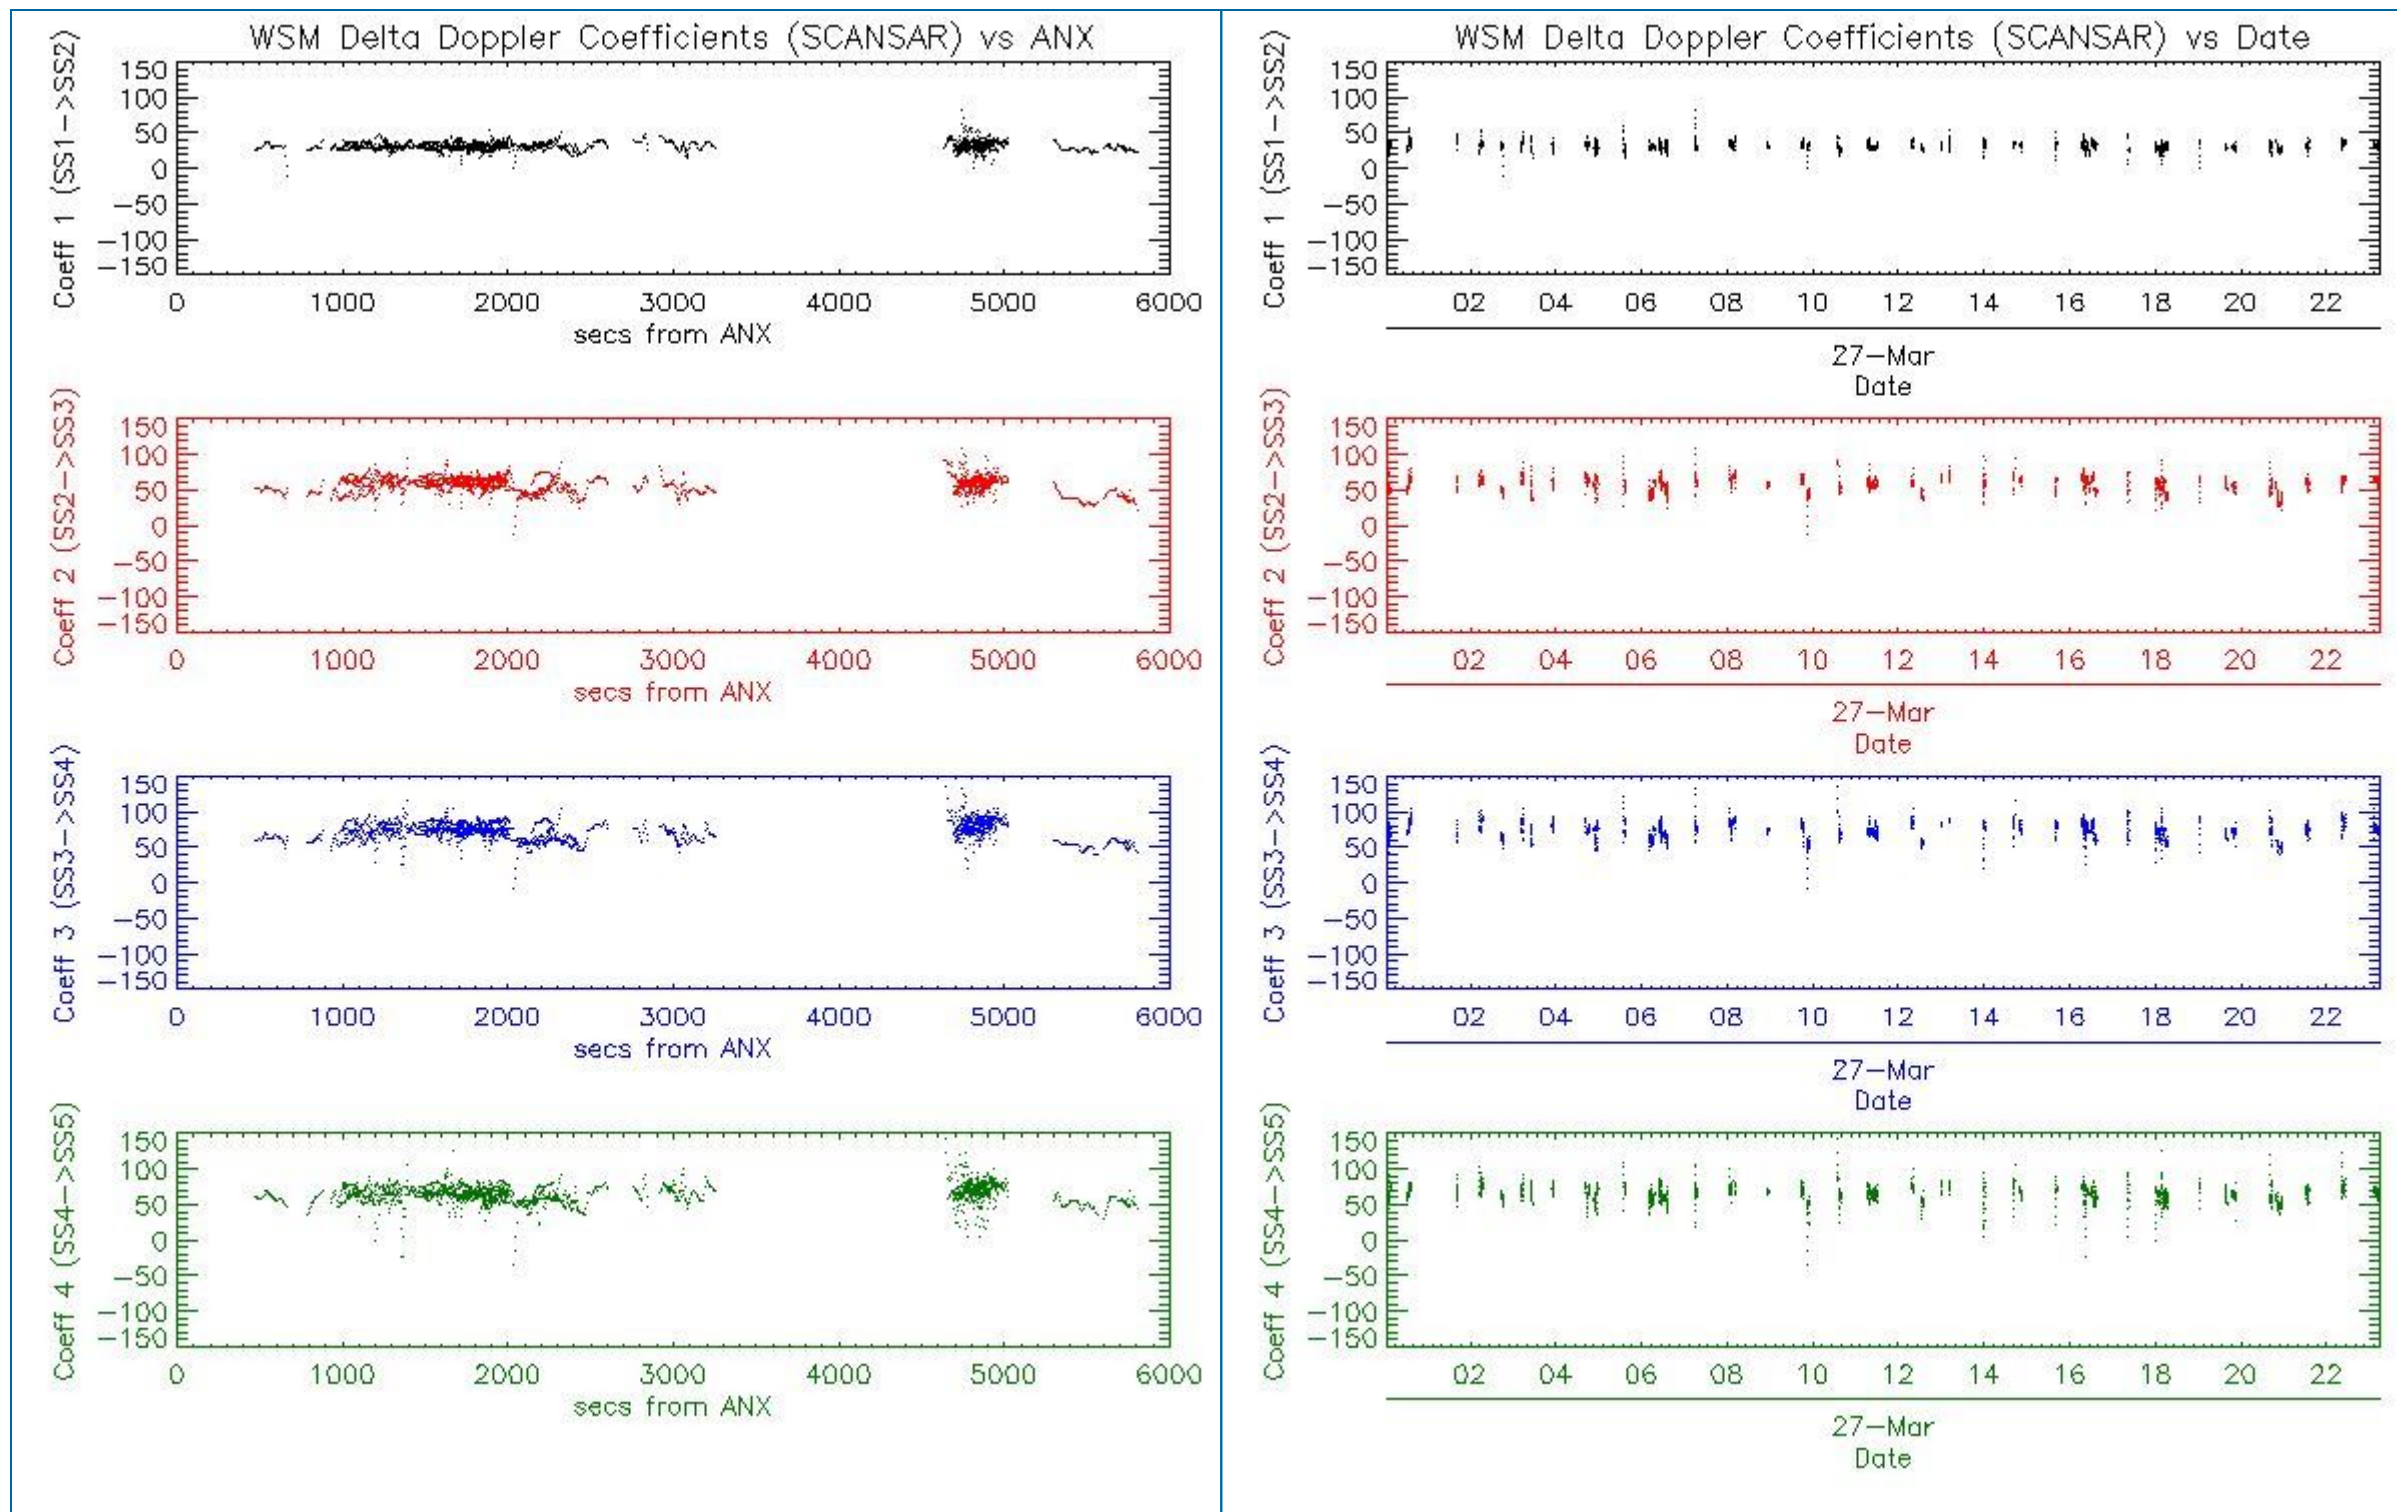 WSM Delta Doppler Coefficients (SCANSAR) vs ANX
Coeff 1 (SS1->SS2)
150
100
50
0
-50
-100
-150
0 1000 2000 3000 4000 5000 6000
secs from ANX
Coeff 2 (SS2->SS3)
150
100
50
0
-50
-100
-150
0 1000 2000 3000 4000 5000 6000
secs from ANX
Coeff 3 (SS3->SS4)
150
100
50
0
-50
-100
-150
0 1000 2000 3000 4000 5000 6000
secs from ANX
Coeff 4 (SS4->SS5)
150
100
50
0
-50
-100
-150
0 1000 2000 3000 4000 5000 6000
secs from ANX
WSM Delta Doppler Coefficients (SCANSAR) vs Date
Coeff 1 (SS1->SS2)
150
100
50
0
-50
-100
-150
02 04 06 08 10 12 14 16 18 20 22
27-Mar
Date
Coeff 2 (SS2->SS3)
150
100
50
0
-50
-100
-150
02 04 06 08 10 12 14 16 18 20 22
27-Mar
Date
Coeff 3 (SS3->SS4)
150
100
50
0
-50
-100
-150
02 04 06 08 10 12 14 16 18 20 22
27-Mar
Date
Coeff 4 (SS4->SS5)
150
100
50
0
-50
-100
-150
02 04 06 08 10 12 14 16 18 20 22
27-Mar
Date